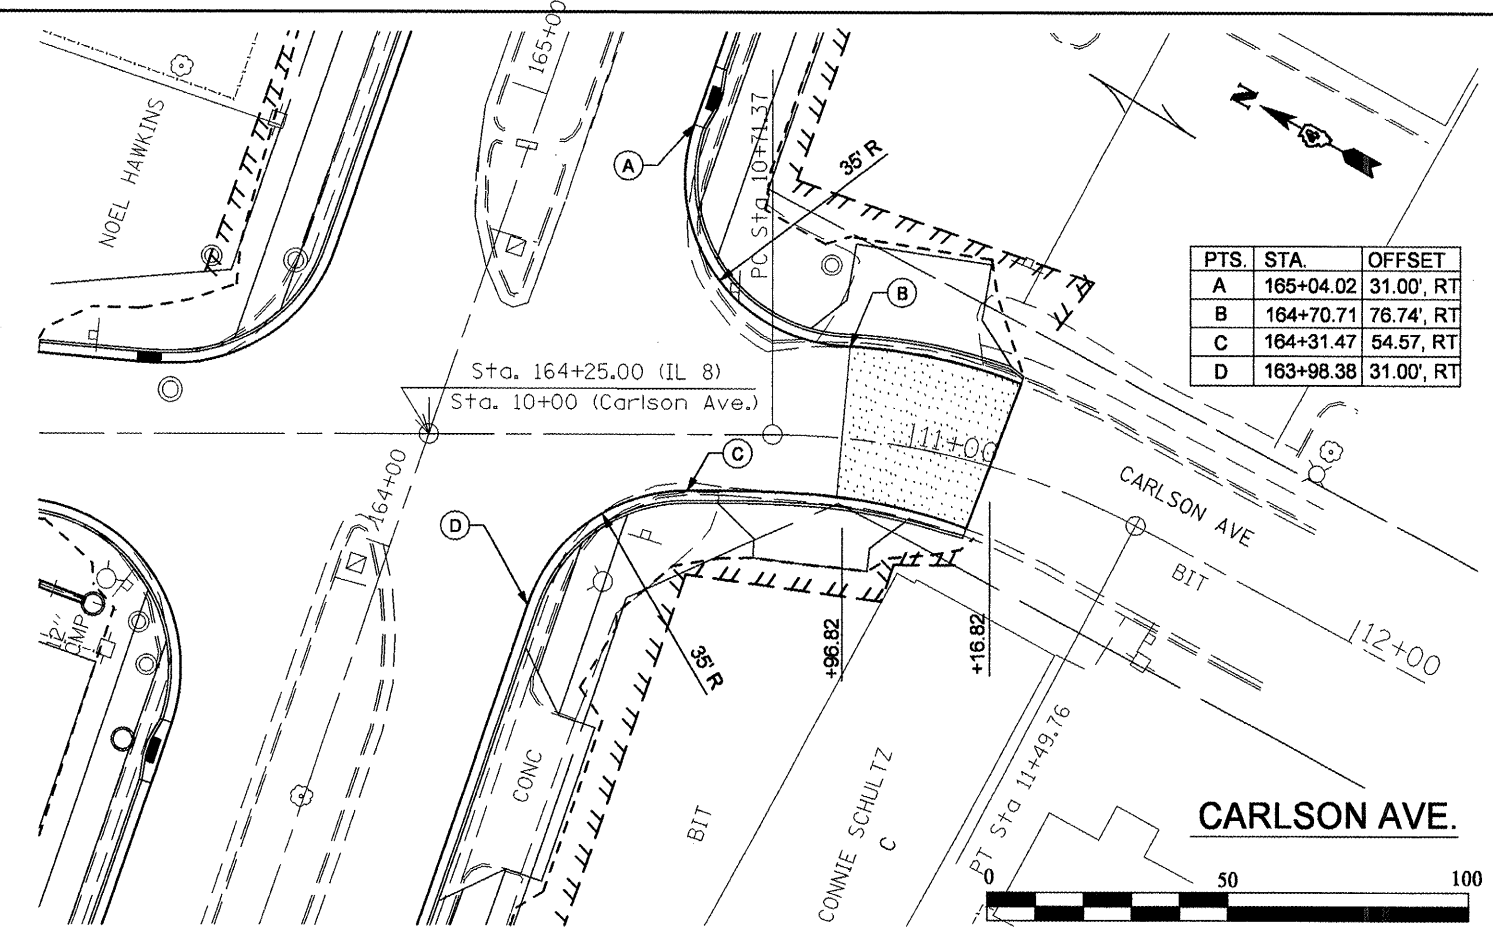 165+00
NOEL HAWKINS
A
PC Sta 10+71.37
35' R
N
4
B
PTS. STA. OFFSET
A 165+04.02 31.00', RT
B 164+70.71 76.74', RT
C 164+31.47 54.57, RT
D 163+98.38 31.00', RT
Sta. 164+25.00 (IL 8)
Sta. 10+00 (Carlson Ave.)
11+00
C
164+00
D
CARLSON AVE
BIT
12+00
12"
CMP
35' R
+96.82
+16.82
CONC
BIT
CONNIE SCHULTZ
C
PT Sta 11+49.76
CARLSON AVE.
0 50 100